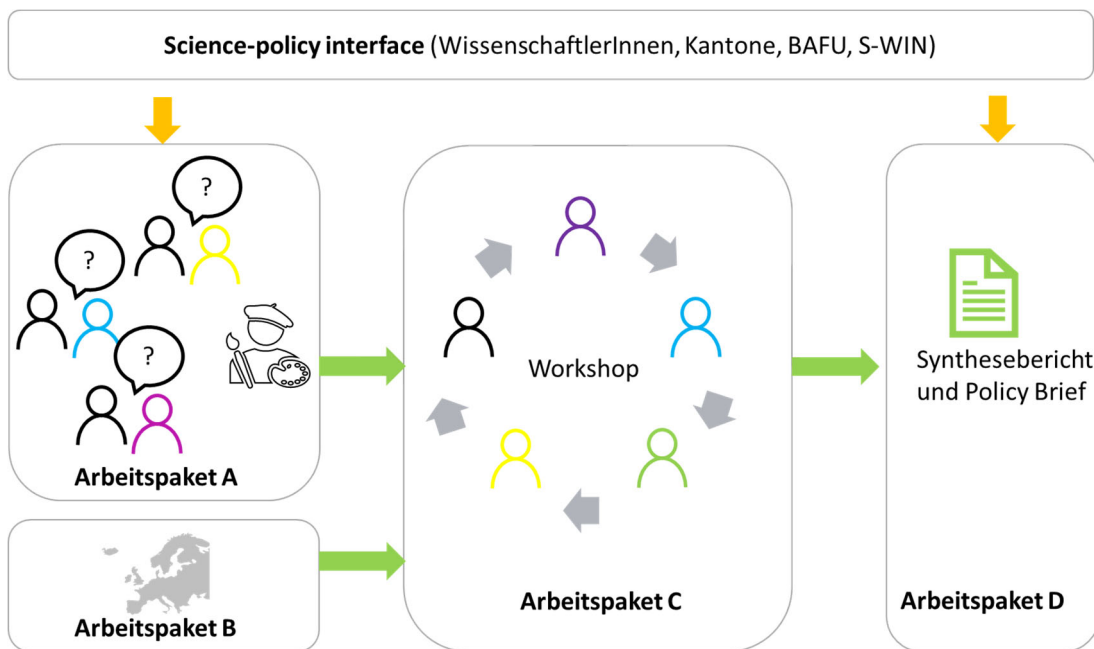 Science-policy interface (WissenschaftlerInnen, Kantone, BAFU, S-WIN)
?
?
?
Arbeitspaket A
Arbeitspaket B
Workshop
Arbeitspaket C
Synthesebericht
und Policy Brief
Arbeitspaket D